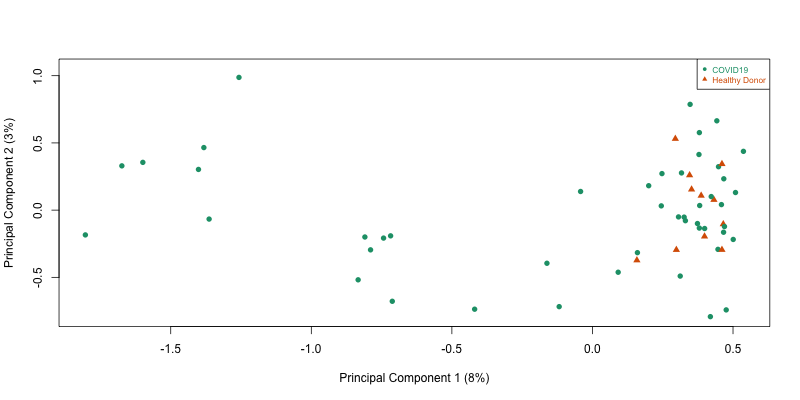 COVID19
Healthy Donor
1.0
0.5
0.0
-0.5
Principal Component 2 (3%)
-1.5
-1.0
-0.5
0.0
0.5
Principal Component 1 (8%)